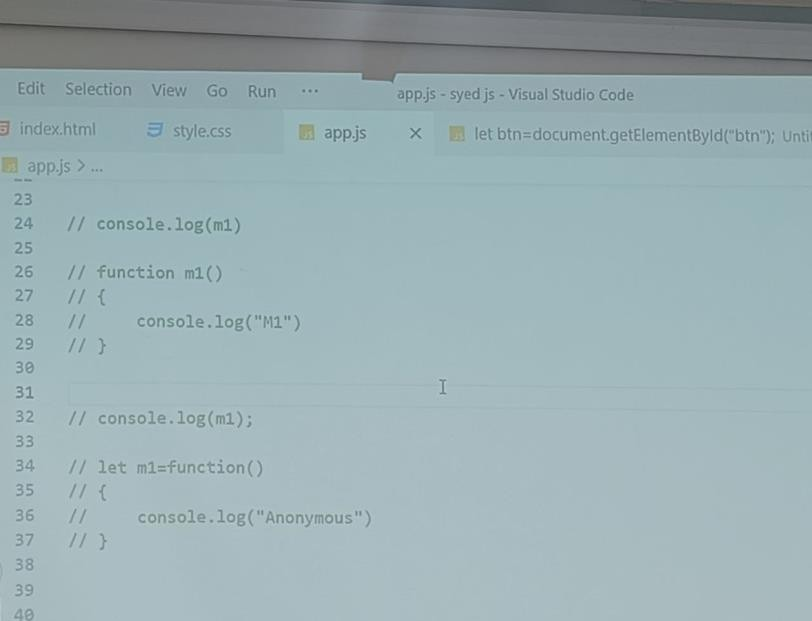 Edit Selection View Go Run ... app.js - syed js - Visual Studio Code
index.html style.css JS app.js × JS let btn=document.getElementById("btn");
JS app.js > ...
23
24 // console.log(m1)
25
26 // function m1()
27 // {
28 //     console.log("M1")
29 // }
30
31
32 // console.log(m1);
33
34 // let m1=function()
35 // {
36 //     console.log("Anonymous")
37 // }
38
39
40